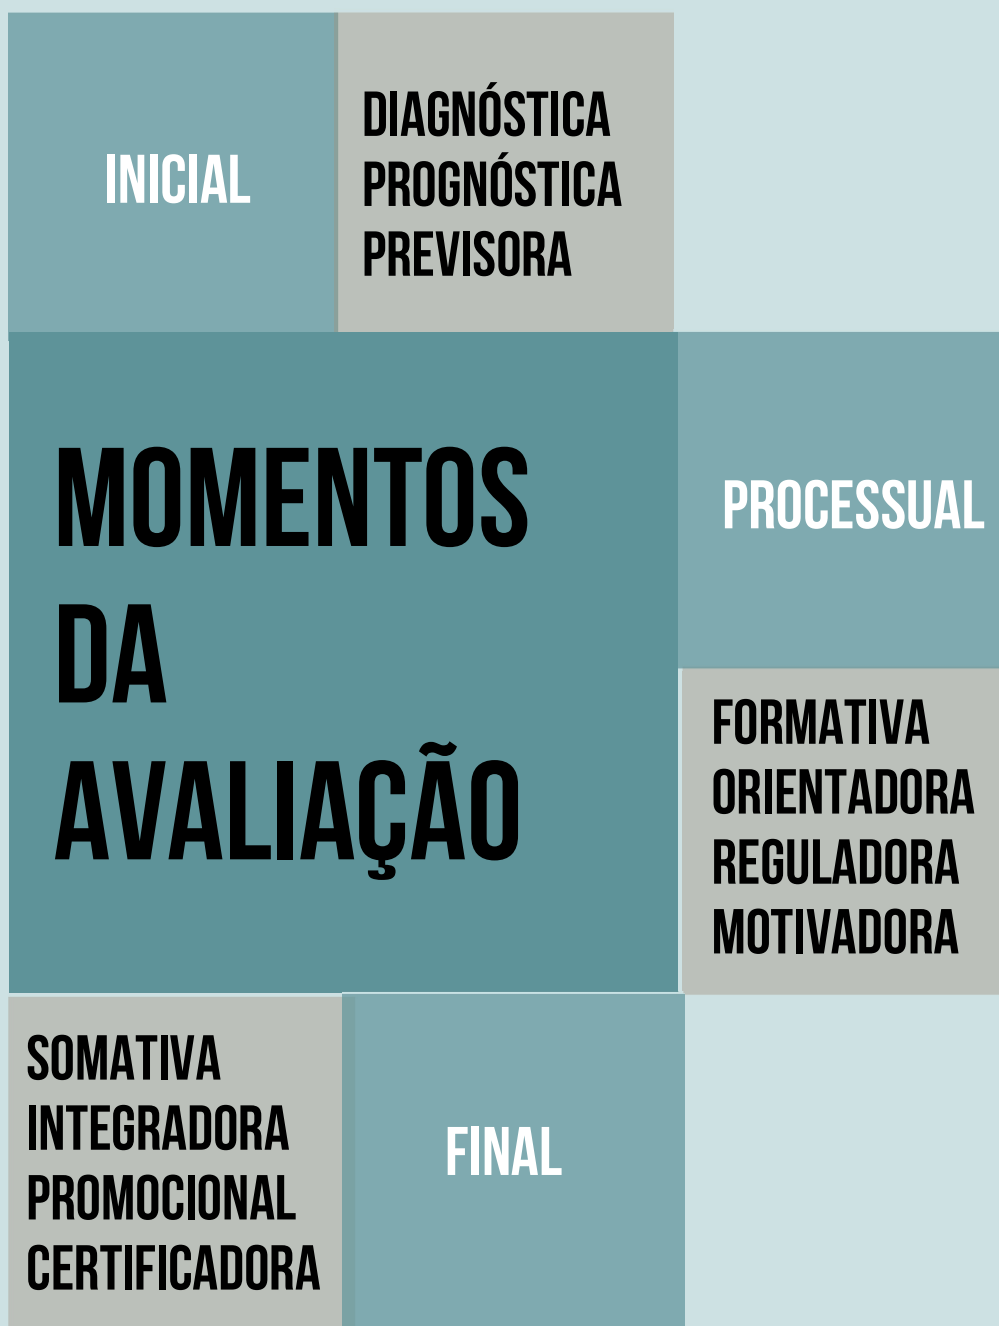 INICIAL
DIAGNÓSTICA
PROGNÓSTICA
PREVISORA
MOMENTOS
DA
AVALIAÇÃO
PROCESSUAL
FORMATIVA
ORIENTADORA
REGULADORA
MOTIVADORA
SOMATIVA
INTEGRADORA
PROMOCIONAL
CERTIFICADORA
FINAL